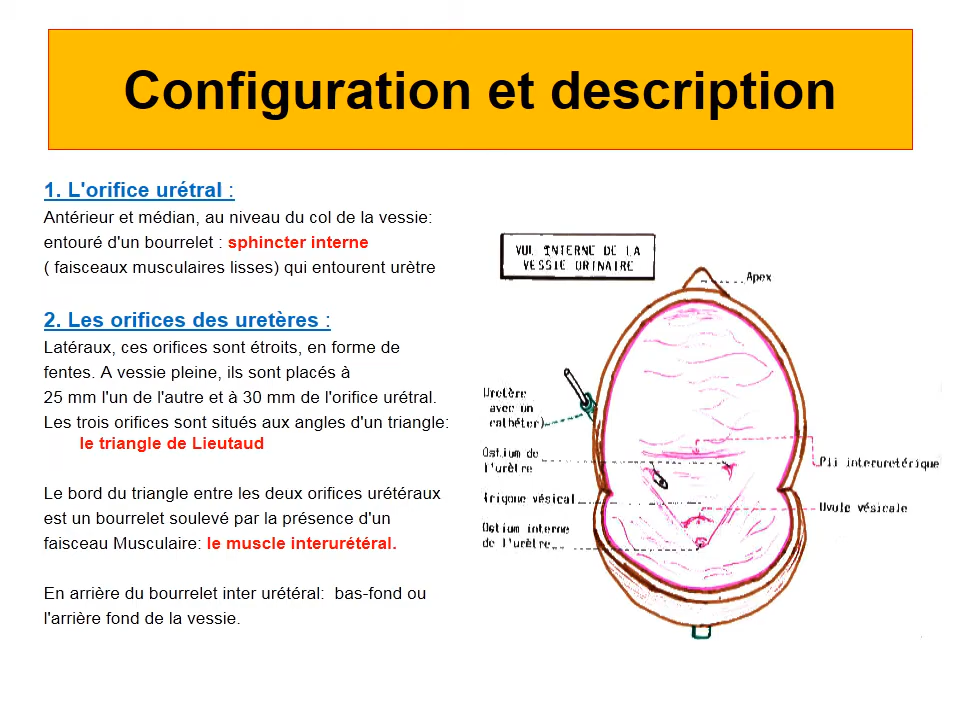 Configuration et description
1. L'orifice urétral :
Antérieur et médian, au niveau du col de la vessie:
entouré d'un bourrelet : sphincter interne
( faisceaux musculaires lisses) qui entourent urètre
2. Les orifices des uretères :
Latéraux, ces orifices sont étroits, en forme de
fentes. A vessie pleine, ils sont placés à
25 mm l'un de l'autre et à 30 mm de l'orifice urétral.
Les trois orifices sont situés aux angles d'un triangle:
le triangle de Lieutaud
Le bord du triangle entre les deux orifices urétéraux
est un bourrelet soulevé par la présence d'un
faisceau Musculaire: le muscle interurétéral.
En arrière du bourrelet inter urétéral: bas-fond ou
l'arrière fond de la vessie.
VUE INTERNE DE LA
VESSIE URINAIRE
Apex
Uretère
avec un
cathéter)
Ostium de
l'urètre
Trigone vésical
Ostium interne
de l'urètre
Pli interuretérique
Uvule vésicale